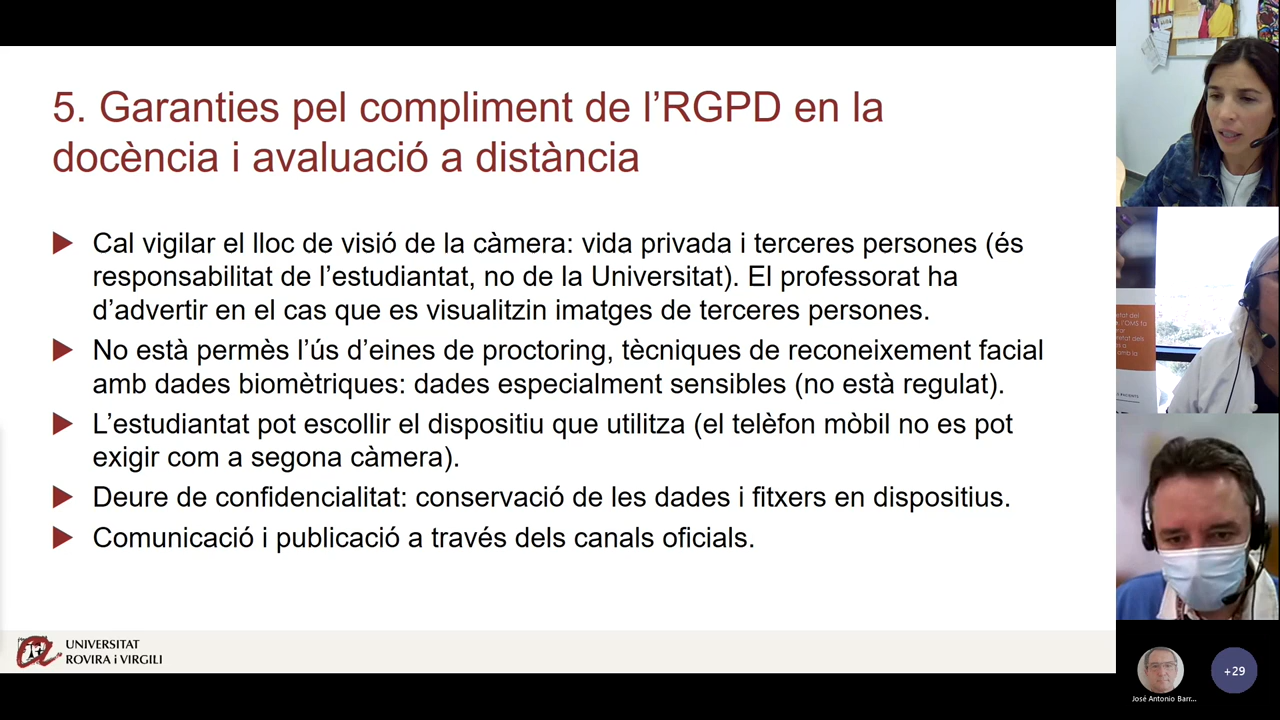 5. Garanties pel compliment de l’RGPD en la
docència i avaluació a distància
Cal vigilar el lloc de visió de la càmera: vida privada i terceres persones (és
responsabilitat de l’estudiantat, no de la Universitat). El professorat ha
d’advertir en el cas que es visualitzin imatges de terceres persones.
No està permès l’ús d’eines de proctoring, tècniques de reconeixement facial
amb dades biomètriques: dades especialment sensibles (no està regulat).
L’estudiantat pot escollir el dispositiu que utilitza (el telèfon mòbil no es pot
exigir com a segona càmera).
Deure de confidencialitat: conservació de les dades i fitxers en dispositius.
Comunicació i publicació a través dels canals oficials.
UNIVERSITAT
ROVIRA i VIRGILI
José Antonio Barr...
+29